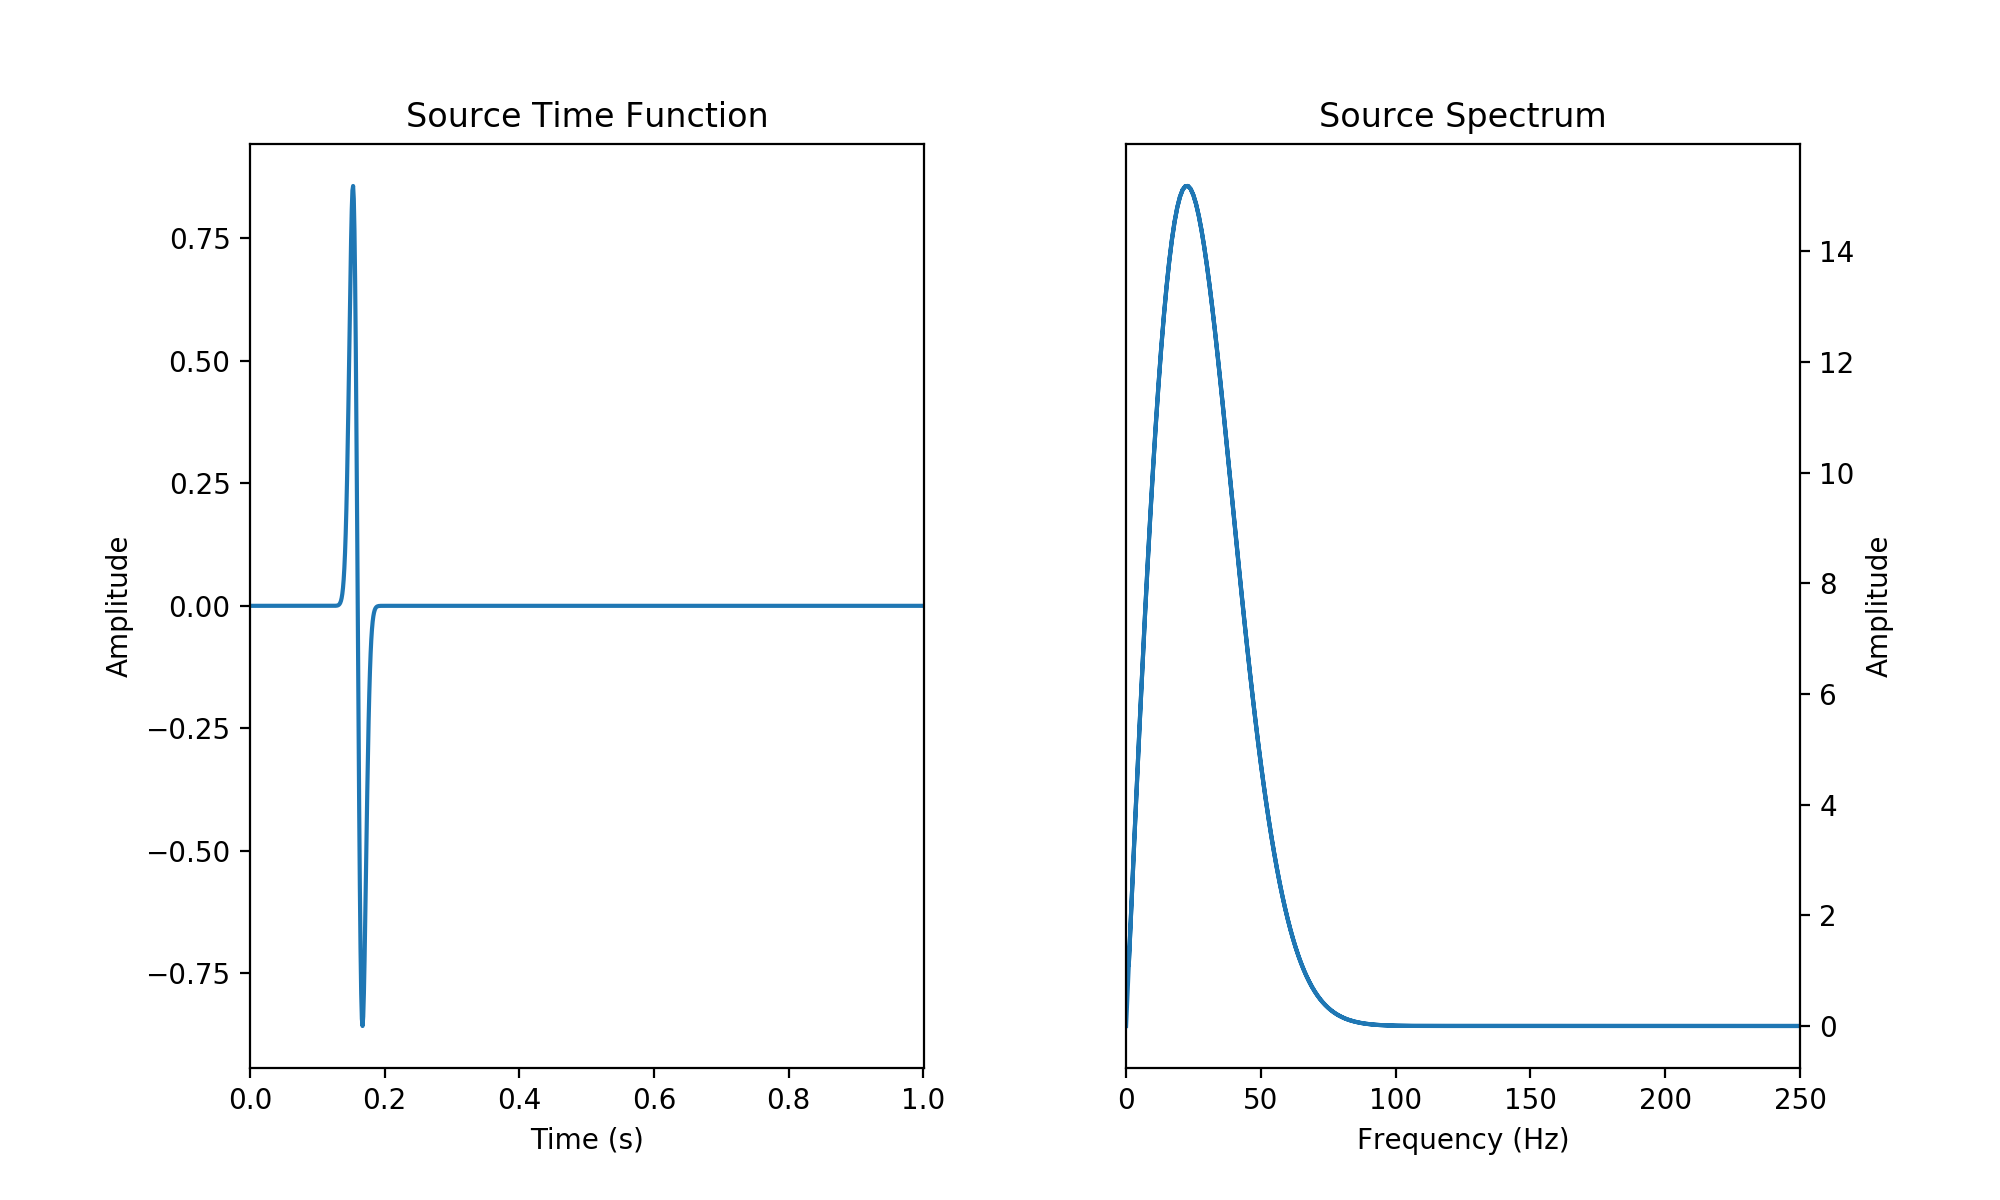 Source Time Function
Amplitude
0.75
0.50
0.25
0.00
−0.25
−0.50
−0.75
0.0 0.2 0.4 0.6 0.8 1.0
Time (s)
Source Spectrum
14
12
10
8
6
4
2
0
Amplitude
0 50 100 150 200 250
Frequency (Hz)